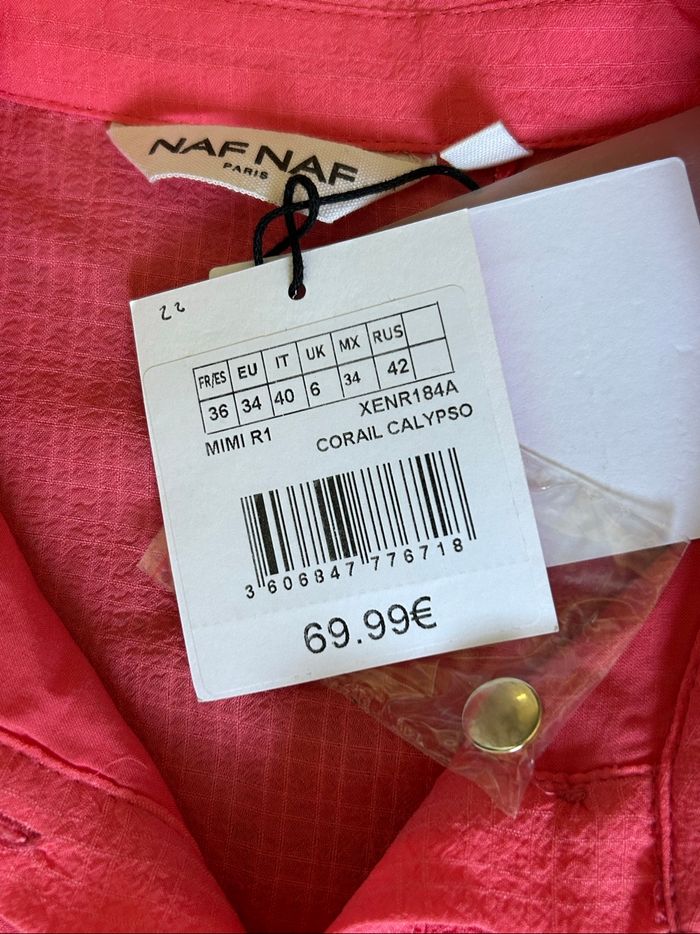 NAF NAF
PARIS
22
FR/ES EU IT UK MX RUS
36 34 40 6 34 42
MIMI R1 XENR184A
CORAIL CALYPSO
3 606847 776718
69.99€